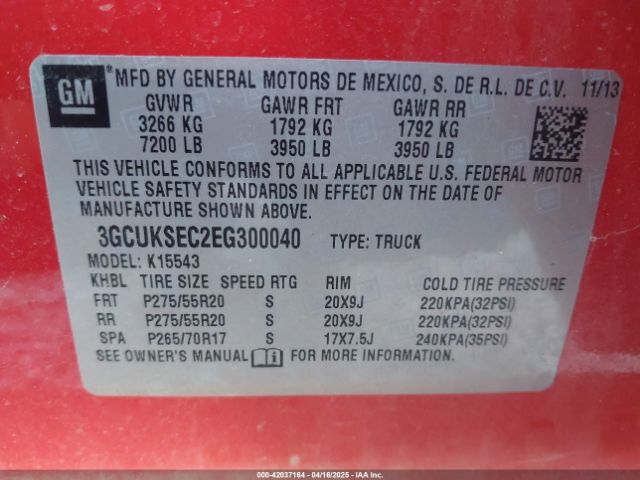 GM ® MFD BY GENERAL MOTORS DE MEXICO, S. DE R.L. DE C.V. 11/13
GVWR GAWR FRT GAWR RR
3266 KG 1792 KG 1792 KG
7200 LB 3950 LB 3950 LB
THIS VEHICLE CONFORMS TO ALL APPLICABLE U.S. FEDERAL MOTOR
VEHICLE SAFETY STANDARDS IN EFFECT ON THE DATE OF
MANUFACTURE SHOWN ABOVE.
3GCUKSEC2EG300040 TYPE: TRUCK
MODEL: K15543
KHBL TIRE SIZE SPEED RTG RIM COLD TIRE PRESSURE
FRT P275/55R20 S 20X9J 220KPA(32PSI)
RR P275/55R20 S 20X9J 220KPA(32PSI)
SPA P265/70R17 S 17X7.5J 240KPA(35PSI)
SEE OWNER'S MANUAL FOR MORE INFORMATION.
000-42037164 - 04/16/2025 - IAAI.COM